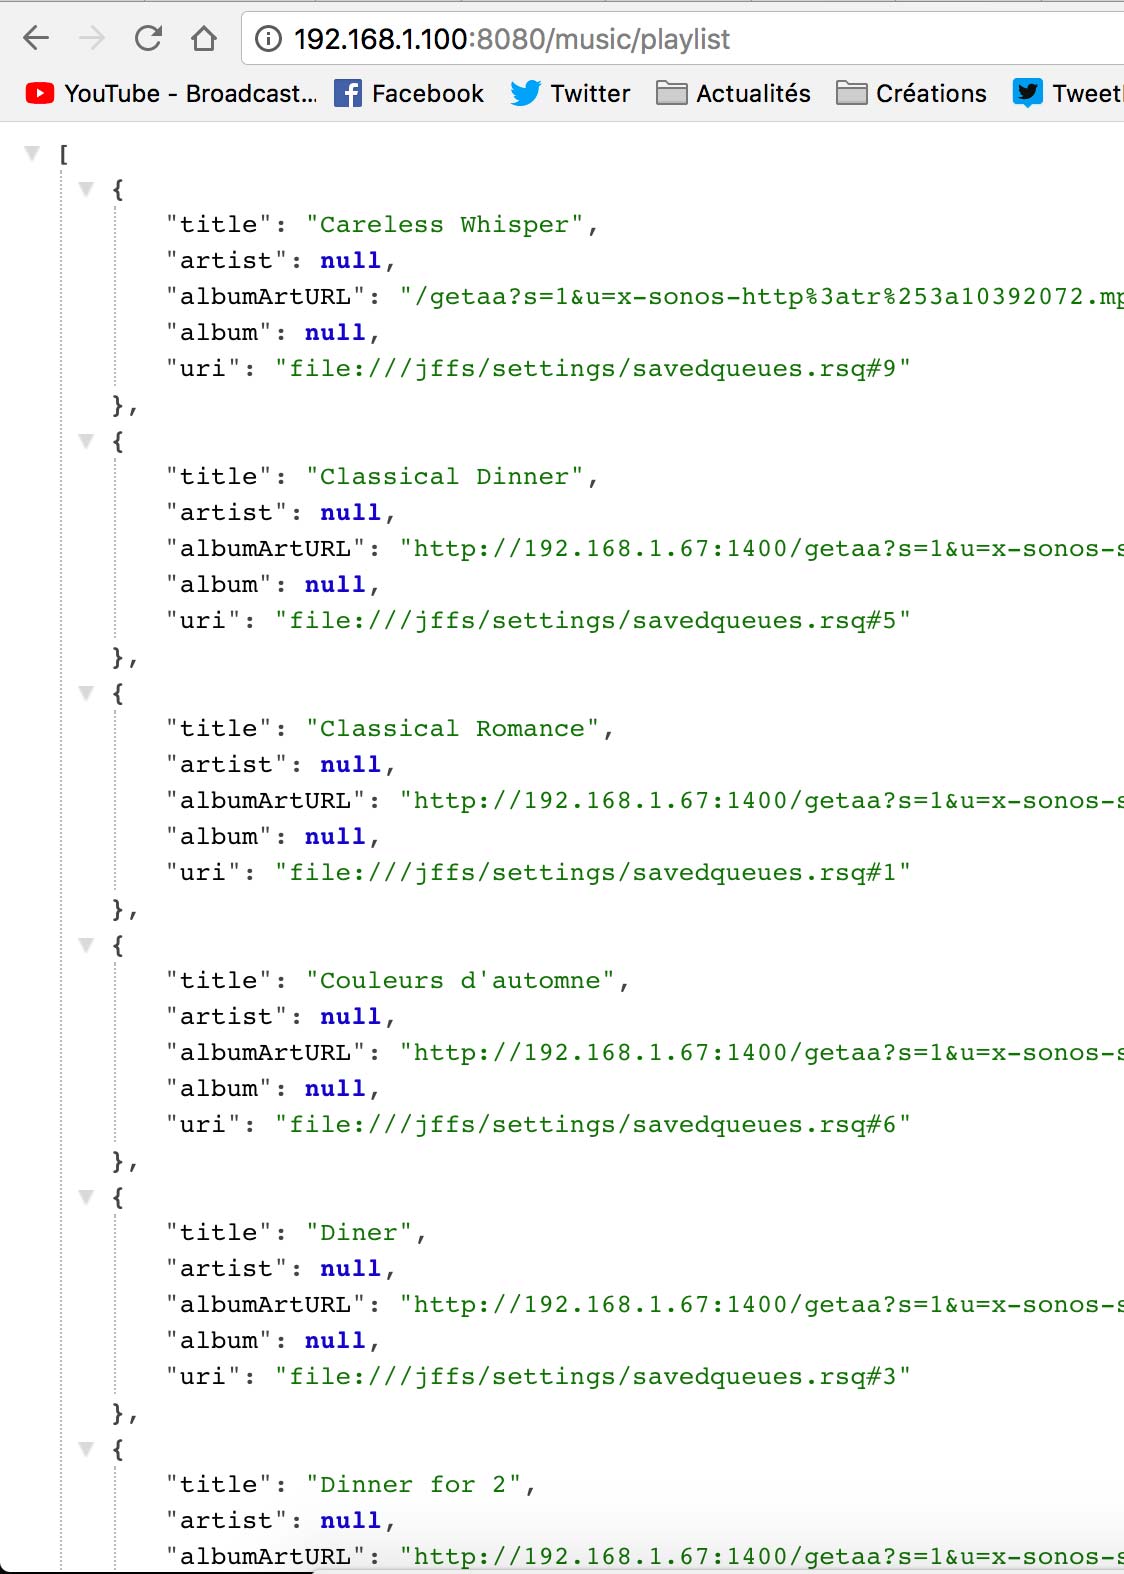 192.168.1.100:8080/music/playlist
YouTube - Broadcast... Facebook Twitter Actualités Créations Tweet
[
{
"title": "Careless Whisper",
"artist": null,
"albumArtURL": "/getaa?s=1&u=x-sonos-http%3atr%253a10392072.mp
"album": null,
"uri": "file:///jffs/settings/savedqueues.rsq#9"
},
{
"title": "Classical Dinner",
"artist": null,
"albumArtURL": "http://192.168.1.67:1400/getaa?s=1&u=x-sonos-s
"album": null,
"uri": "file:///jffs/settings/savedqueues.rsq#5"
},
{
"title": "Classical Romance",
"artist": null,
"albumArtURL": "http://192.168.1.67:1400/getaa?s=1&u=x-sonos-s
"album": null,
"uri": "file:///jffs/settings/savedqueues.rsq#1"
},
{
"title": "Couleurs d'automne",
"artist": null,
"albumArtURL": "http://192.168.1.67:1400/getaa?s=1&u=x-sonos-s
"album": null,
"uri": "file:///jffs/settings/savedqueues.rsq#6"
},
{
"title": "Diner",
"artist": null,
"albumArtURL": "http://192.168.1.67:1400/getaa?s=1&u=x-sonos-s
"album": null,
"uri": "file:///jffs/settings/savedqueues.rsq#3"
},
{
"title": "Dinner for 2",
"artist": null,
"albumArtURL": "http://192.168.1.67:1400/getaa?s=1&u=x-sonos-s